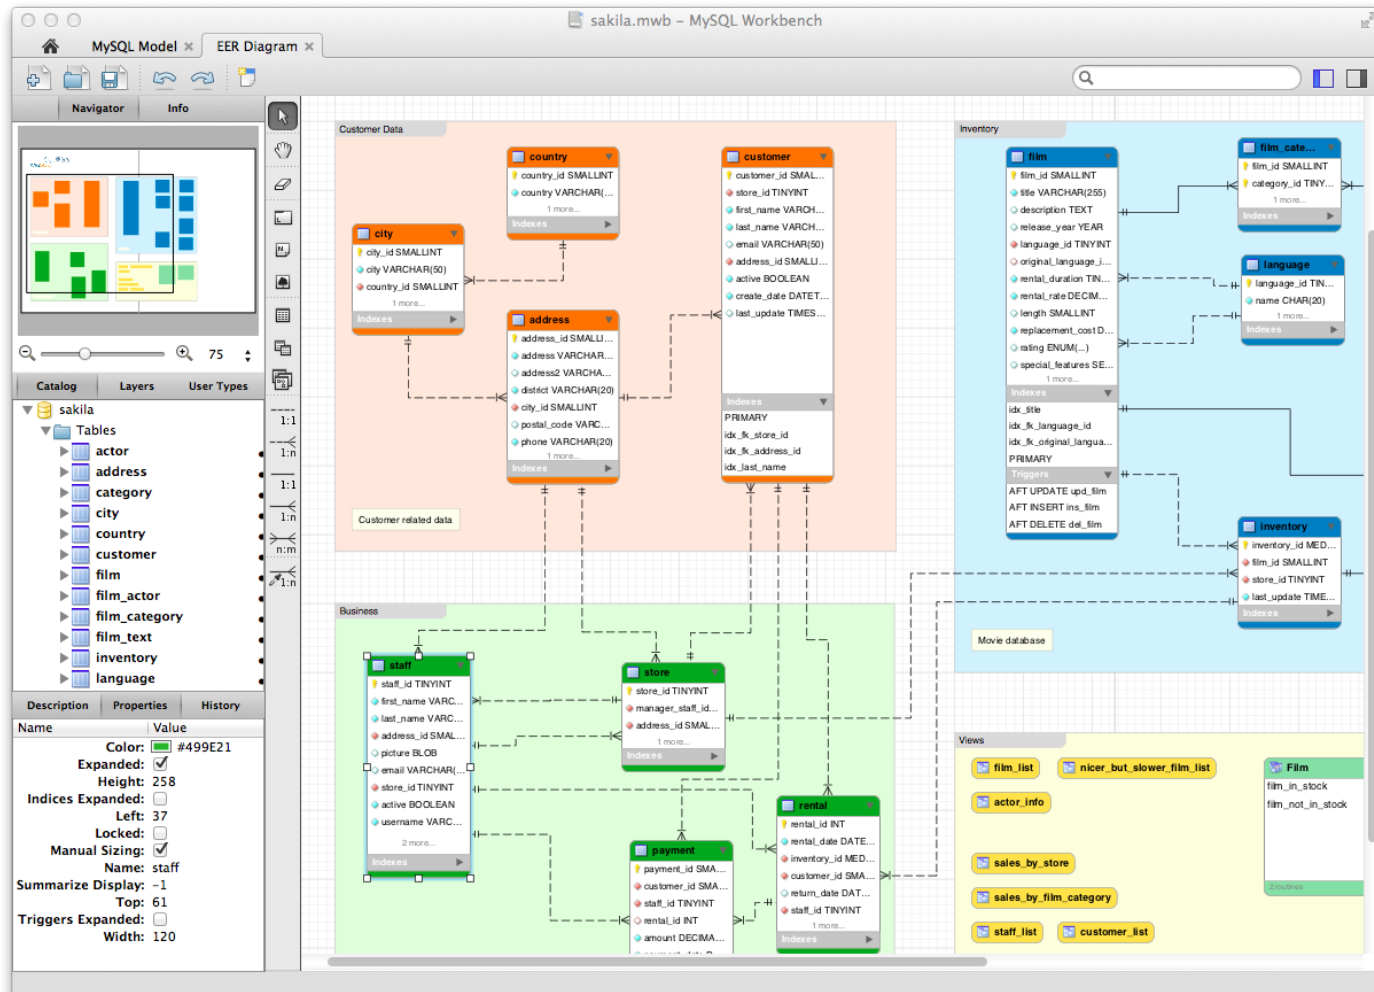 sakila.mwb – MySQL Workbench
MySQL Model
EER Diagram
Navigator
Info
75
Catalog
Layers
User Types
sakila
Tables
actor
address
category
city
country
customer
film
film_actor
film_category
film_text
inventory
language
Description
Properties
History
Name
Value
Color: #499E21
Expanded:
Height: 258
Indices Expanded:
Left: 37
Locked:
Manual Sizing:
Name: staff
Summarize Display: -1
Top: 61
Triggers Expanded:
Width: 120
1:1
1:n
1:1
1:n
n:m
1:n
Customer Data
country
country_id SMALLINT
country VARCHAR(...
1 more...
Indexes
city
city_id SMALLINT
city VARCHAR(50)
country_id SMALLINT
1 more...
Indexes
address
address_id SMALLI...
address VARCHAR...
address2 VARCHA...
district VARCHAR(20)
city_id SMALLINT
postal_code VARC...
phone VARCHAR(20)
1 more...
Indexes
customer
customer_id SMAL...
store_id TINYINT
first_name VARCH...
last_name VARCH...
email VARCHAR(50)
address_id SMALLI...
active BOOLEAN
create_date DATET...
last_update TIMES...
Indexes
PRIMARY
idx_fk_store_id
idx_fk_address_id
idx_last_name
Customer related data
Inventory
film
film_id SMALLINT
title VARCHAR(255)
description TEXT
release_year YEAR
language_id TINYINT
original_language_i...
rental_duration TIN...
rental_rate DECIM...
length SMALLINT
replacement_cost D...
rating ENUM(...)
special_features SE...
1 more...
Indexes
idx_title
idx_fk_language_id
idx_fk_original_langua...
PRIMARY
Triggers
AFT UPDATE upd_film
AFT INSERT ins_film
AFT DELETE del_film
film_cate...
film_id SMALLINT
category_id TINY...
1 more...
Indexes
language
language_id TIN...
name CHAR(20)
1 more...
Indexes
inventory
inventory_id MED...
film_id SMALLINT
store_id TINYINT
last_update TIME...
Indexes
Movie database
Business
staff
staff_id TINYINT
first_name VARC...
last_name VARC...
address_id SMAL...
picture BLOB
email VARCHAR(...
store_id TINYINT
active BOOLEAN
username VARC...
2 more...
Indexes
store
store_id TINYINT
manager_staff_id...
address_id SMAL...
1 more...
Indexes
payment
payment_id SMA...
customer_id SMA...
staff_id TINYINT
rental_id INT
amount DECIMA...
rental
rental_id INT
rental_date DATE...
inventory_id MED...
customer_id SMA...
return_date DAT...
staff_id TINYINT
1 more...
Indexes
Views
film_list
nicer_but_slower_film_list
actor_info
sales_by_store
sales_by_film_category
staff_list
customer_list
Film
film_in_stock
film_not_in_stock
2 routines